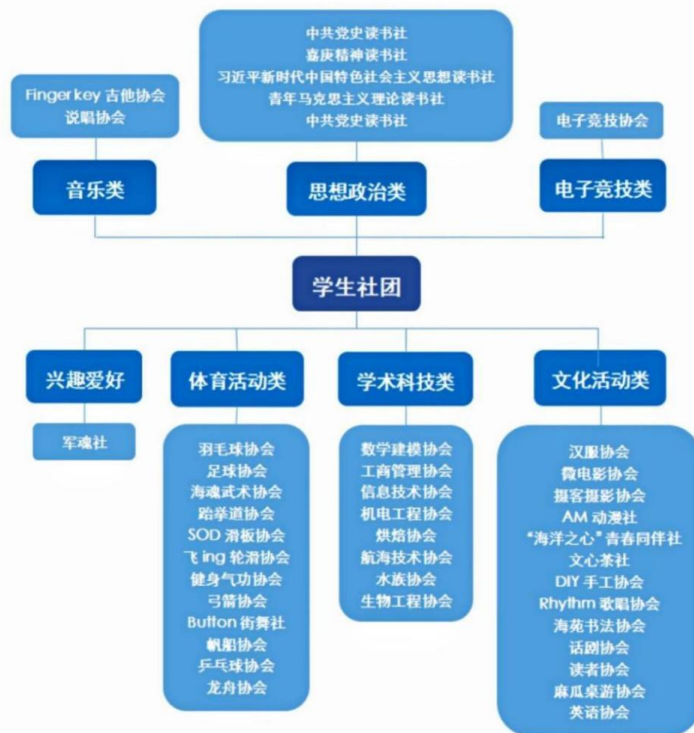 中共党史读书社
嘉庚精神读书社
习近平新时代中国特色社会主义思想读书社
青年马克思主义理论读书社
中共党史读书社
Fingerkey 吉他协会
说唱协会
电子竞技协会
音乐类
思想政治类
电子竞技类
学生社团
兴趣爱好
体育活动类
学术科技类
文化活动类
军魂社
羽毛球协会
足球协会
海魂武术协会
跆拳道协会
SOD 滑板协会
飞 ing 轮滑协会
健身气功协会
弓箭协会
Button 街舞社
帆船协会
乒乓球协会
龙舟协会
数学建模协会
工商管理协会
信息技术协会
机电工程协会
烘焙协会
航海技术协会
水族协会
生物工程协会
汉服协会
微电影协会
摄客摄影协会
AM 动漫社
“海洋之心”青春同伴社
文心茶社
DIY 手工协会
Rhythm 歌唱协会
海苑书法协会
话剧协会
读者协会
麻瓜桌游协会
英语协会